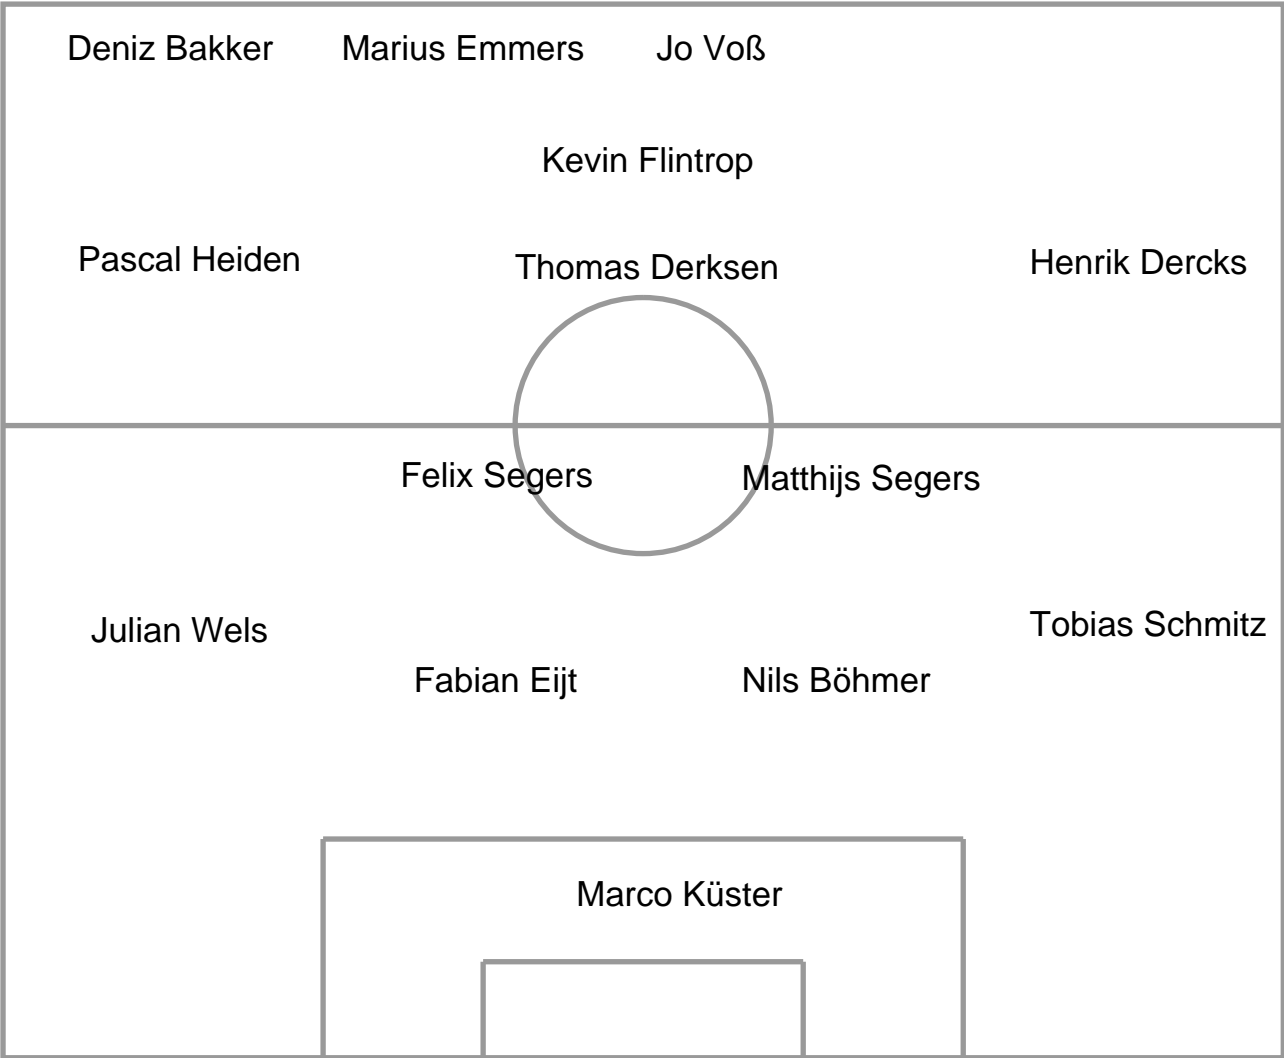 Deniz Bakker Marius Emmers Jo Voß
Kevin Flintrop
Pascal Heiden Thomas Derksen Henrik Dercks
Felix Segers Matthijs Segers
Julian Wels Tobias Schmitz
Fabian Eijt Nils Böhmer
Marco Küster